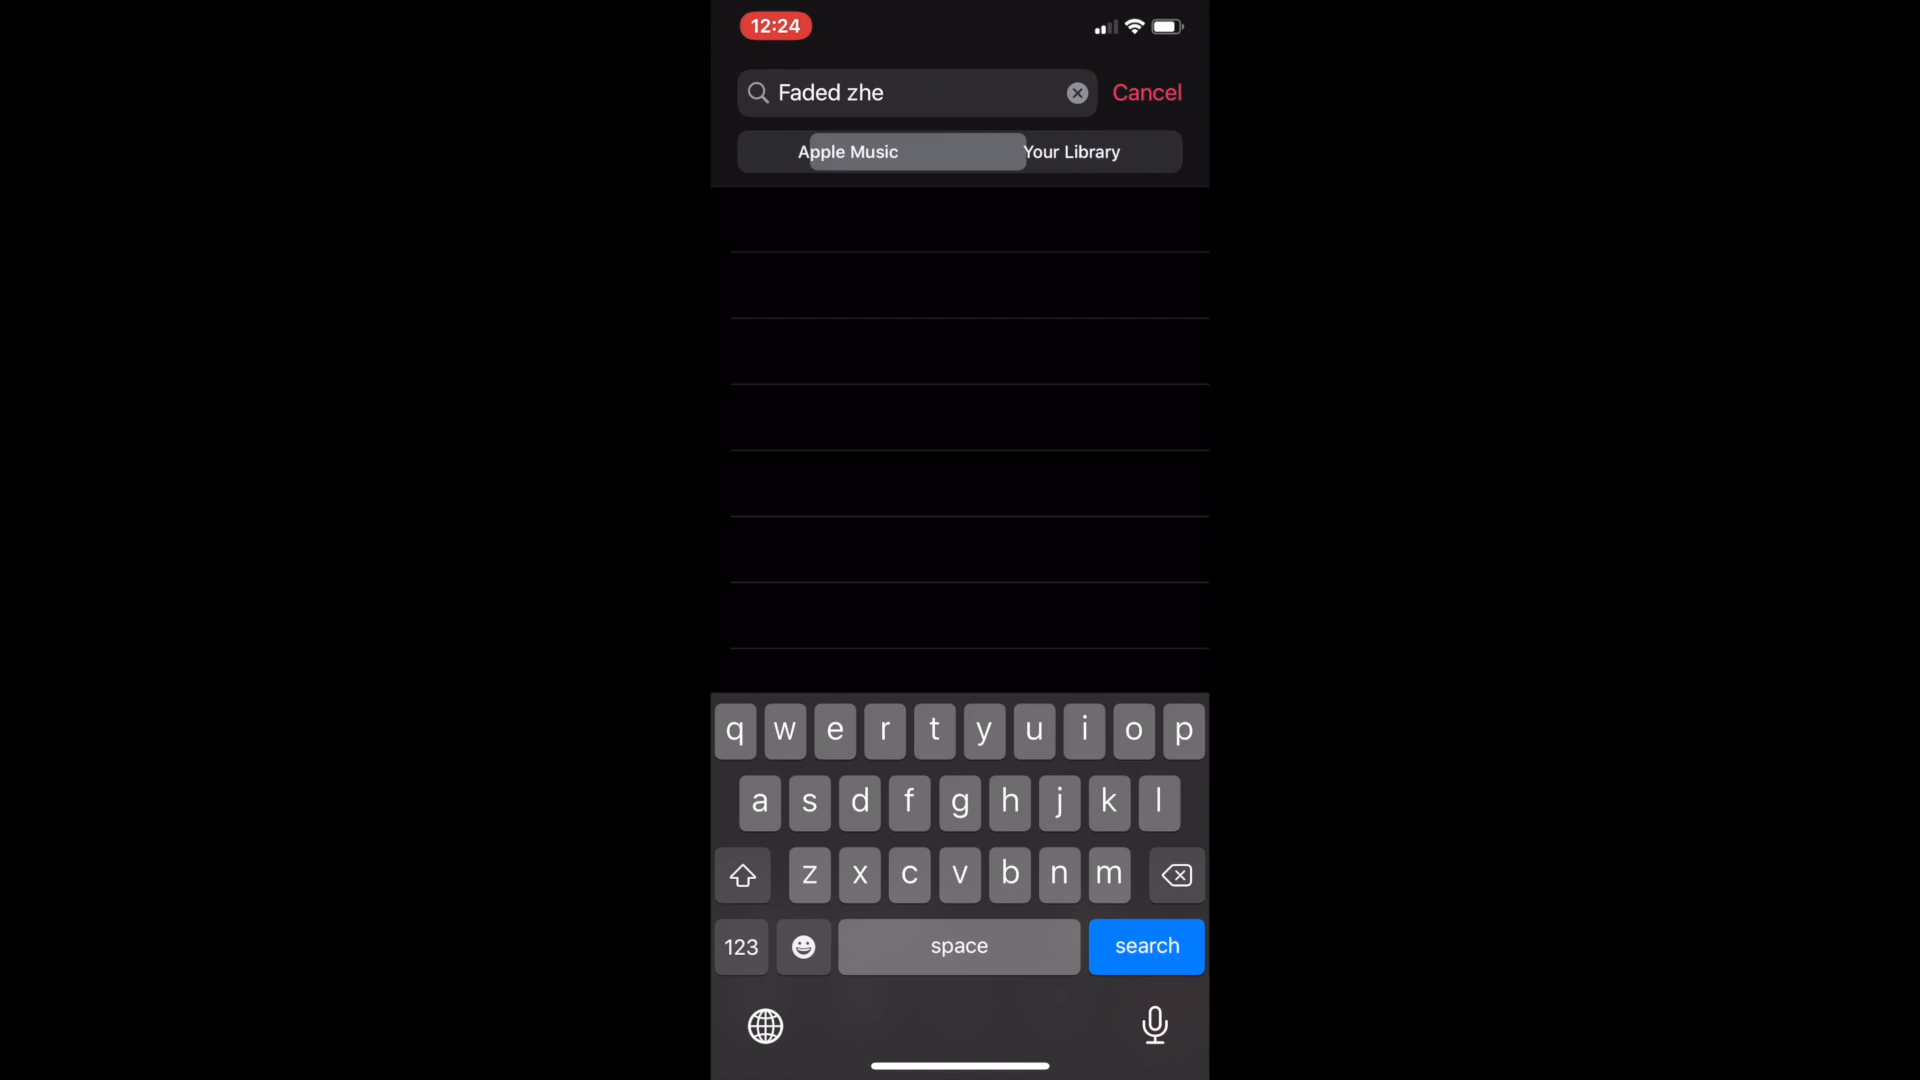 12:24
Faded zhe
Cancel
Apple Music
Your Library
q w e r t y u i o p
a s d f g h j k l
z x c v b n m
123
space
search